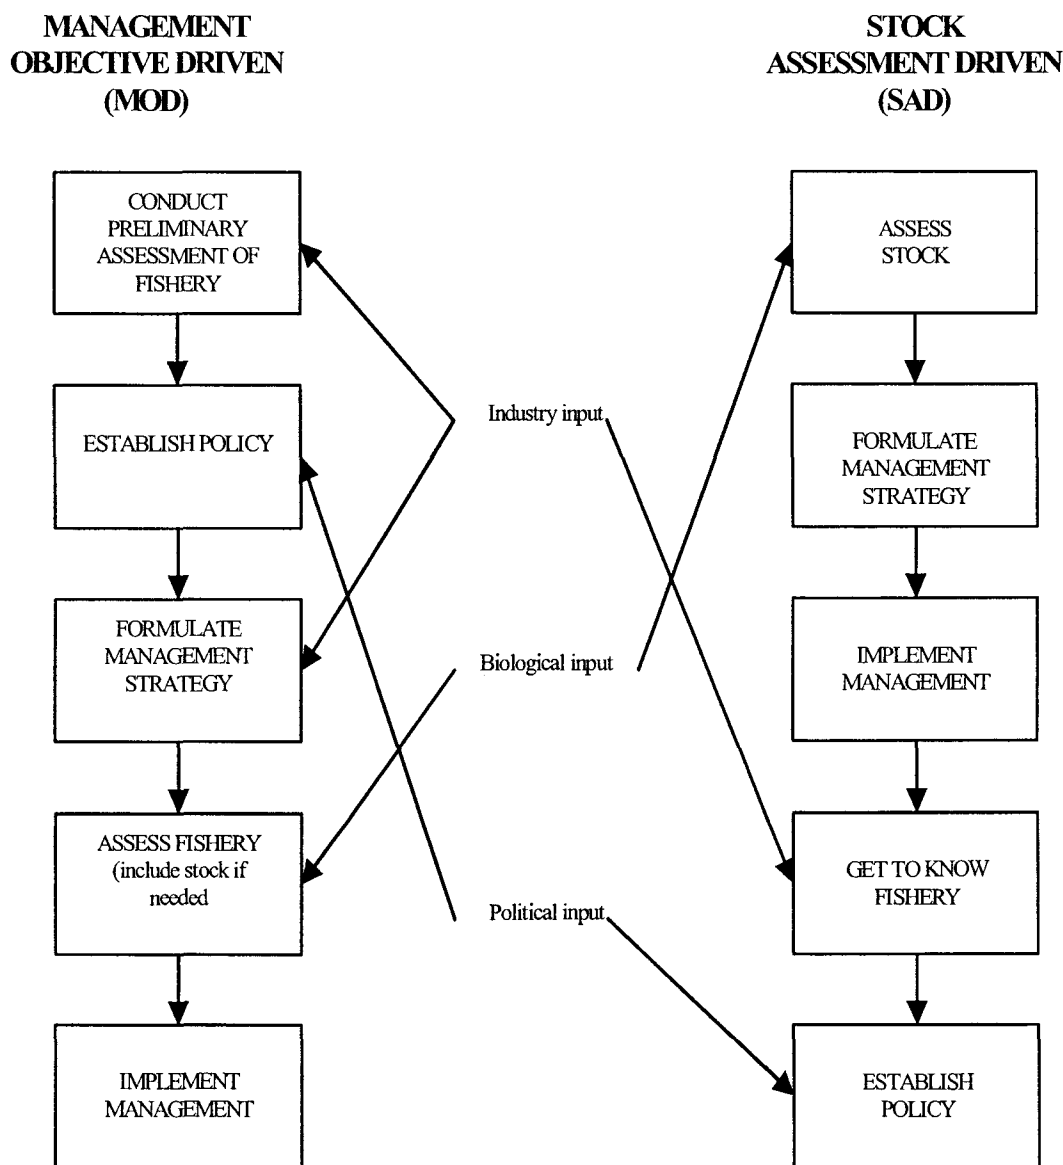 MANAGEMENT
OBJECTIVE DRIVEN
(MOD)
STOCK
ASSESSMENT DRIVEN
(SAD)
CONDUCT
PRELIMINARY
ASSESSMENT OF
FISHERY
ESTABLISH POLICY
FORMULATE
MANAGEMENT
STRATEGY
ASSESS FISHERY
(include stock if
needed
IMPLEMENT
MANAGEMENT
Industry input
Biological input
Political input
ASSESS
STOCK
FORMULATE
MANAGEMENT
STRATEGY
IMPLEMENT
MANAGEMENT
GET TO KNOW
FISHERY
ESTABLISH
POLICY